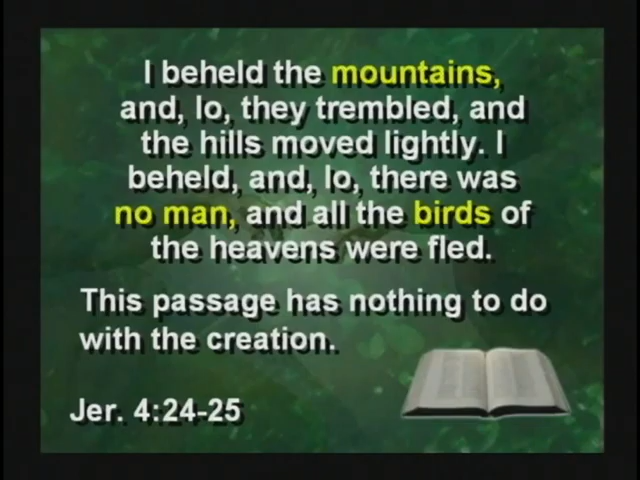 I beheld the mountains,
and, lo, they trembled, and
the hills moved lightly. I
beheld, and, lo, there was
no man, and all the birds of
the heavens were fled.
This passage has nothing to do
with the creation.
Jer. 4:24-25